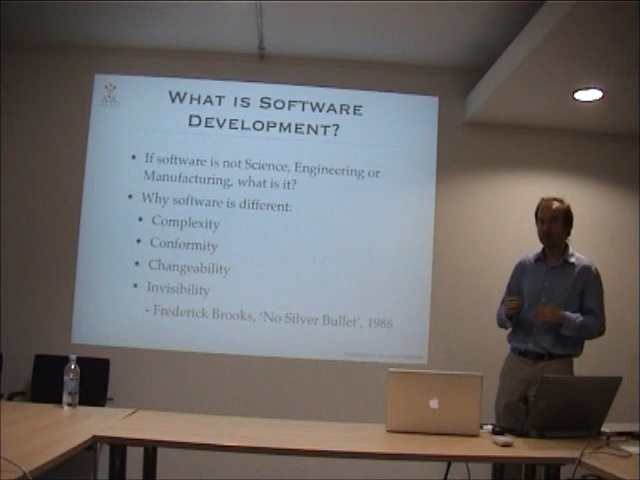 What is Software
Development?
• If software is not Science, Engineering or
Manufacturing, what is it?
• Why software is different:
• Complexity
• Conformity
• Changeability
• Invisibility
- Frederick Brooks, 'No Silver Bullet', 1986